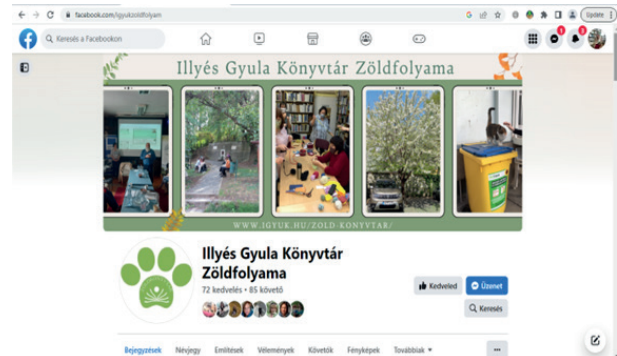 facebook.com/igyukzoldfolyam
Update
Keresés a Facebookon
Illyés Gyula Könyvtár Zöldfolyama
WWW.IGYUK.HU/ZOLD-KONYVTAR/
Illyés Gyula Könyvtár
Zöldfolyama
72 kedvelés • 85 követő
Kedveled
Üzenet
Keresés
Bejegyzések Névjegy Említések Vélemények Követők Fényképek Továbbiak